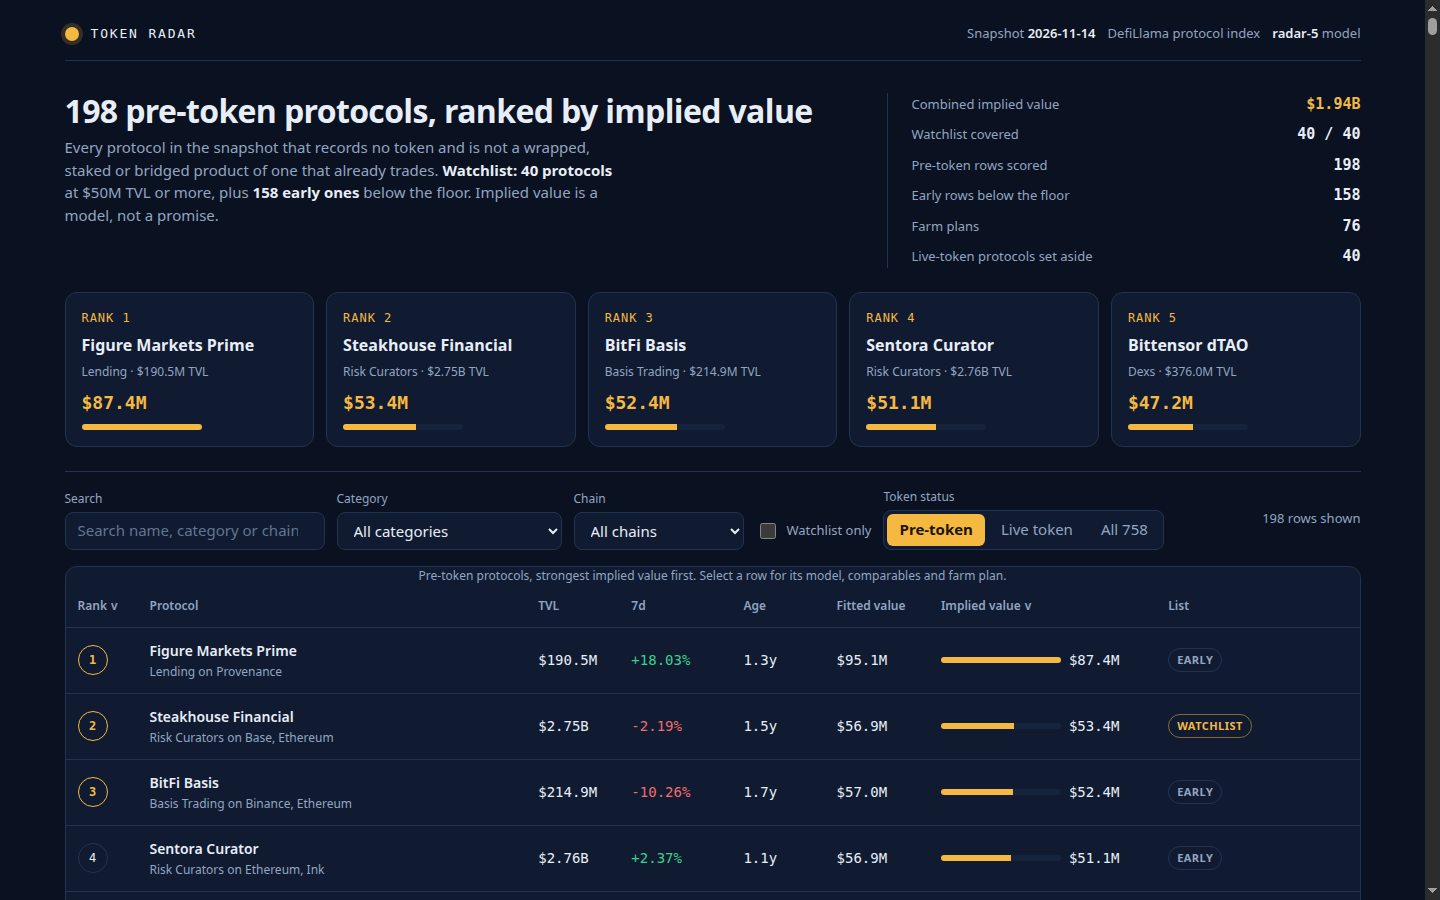 TOKEN RADAR
Snapshot 2026-11-14 DefiLlama protocol index radar-5 model
198 pre-token protocols, ranked by implied value
Every protocol in the snapshot that records no token and is not a wrapped,
staked or bridged product of one that already trades. Watchlist: 40 protocols
at $50M TVL or more, plus 158 early ones below the floor. Implied value is a
model, not a promise.
Combined implied value $1.94B
Watchlist covered 40 / 40
Pre-token rows scored 198
Early rows below the floor 158
Farm plans 76
Live-token protocols set aside 40
RANK 1
Figure Markets Prime
Lending · $190.5M TVL
$87.4M
RANK 2
Steakhouse Financial
Risk Curators · $2.75B TVL
$53.4M
RANK 3
BitFi Basis
Basis Trading · $214.9M TVL
$52.4M
RANK 4
Sentora Curator
Risk Curators · $2.76B TVL
$51.1M
RANK 5
Bittensor dTAO
Dexs · $376.0M TVL
$47.2M
Search
Search name, category or chain
Category
All categories
Chain
All chains
Watchlist only
Token status
Pre-token Live token All 758
198 rows shown
Pre-token protocols, strongest implied value first. Select a row for its model, comparables and farm plan.
Rank v Protocol TVL 7d Age Fitted value Implied value v List
1 Figure Markets Prime $190.5M +18.03% 1.3y $95.1M $87.4M EARLY
Lending on Provenance
2 Steakhouse Financial $2.75B -2.19% 1.5y $56.9M $53.4M WATCHLIST
Risk Curators on Base, Ethereum
3 BitFi Basis $214.9M -10.26% 1.7y $57.0M $52.4M EARLY
Basis Trading on Binance, Ethereum
4 Sentora Curator $2.76B +2.37% 1.1y $56.9M $51.1M EARLY
Risk Curators on Ethereum, Ink